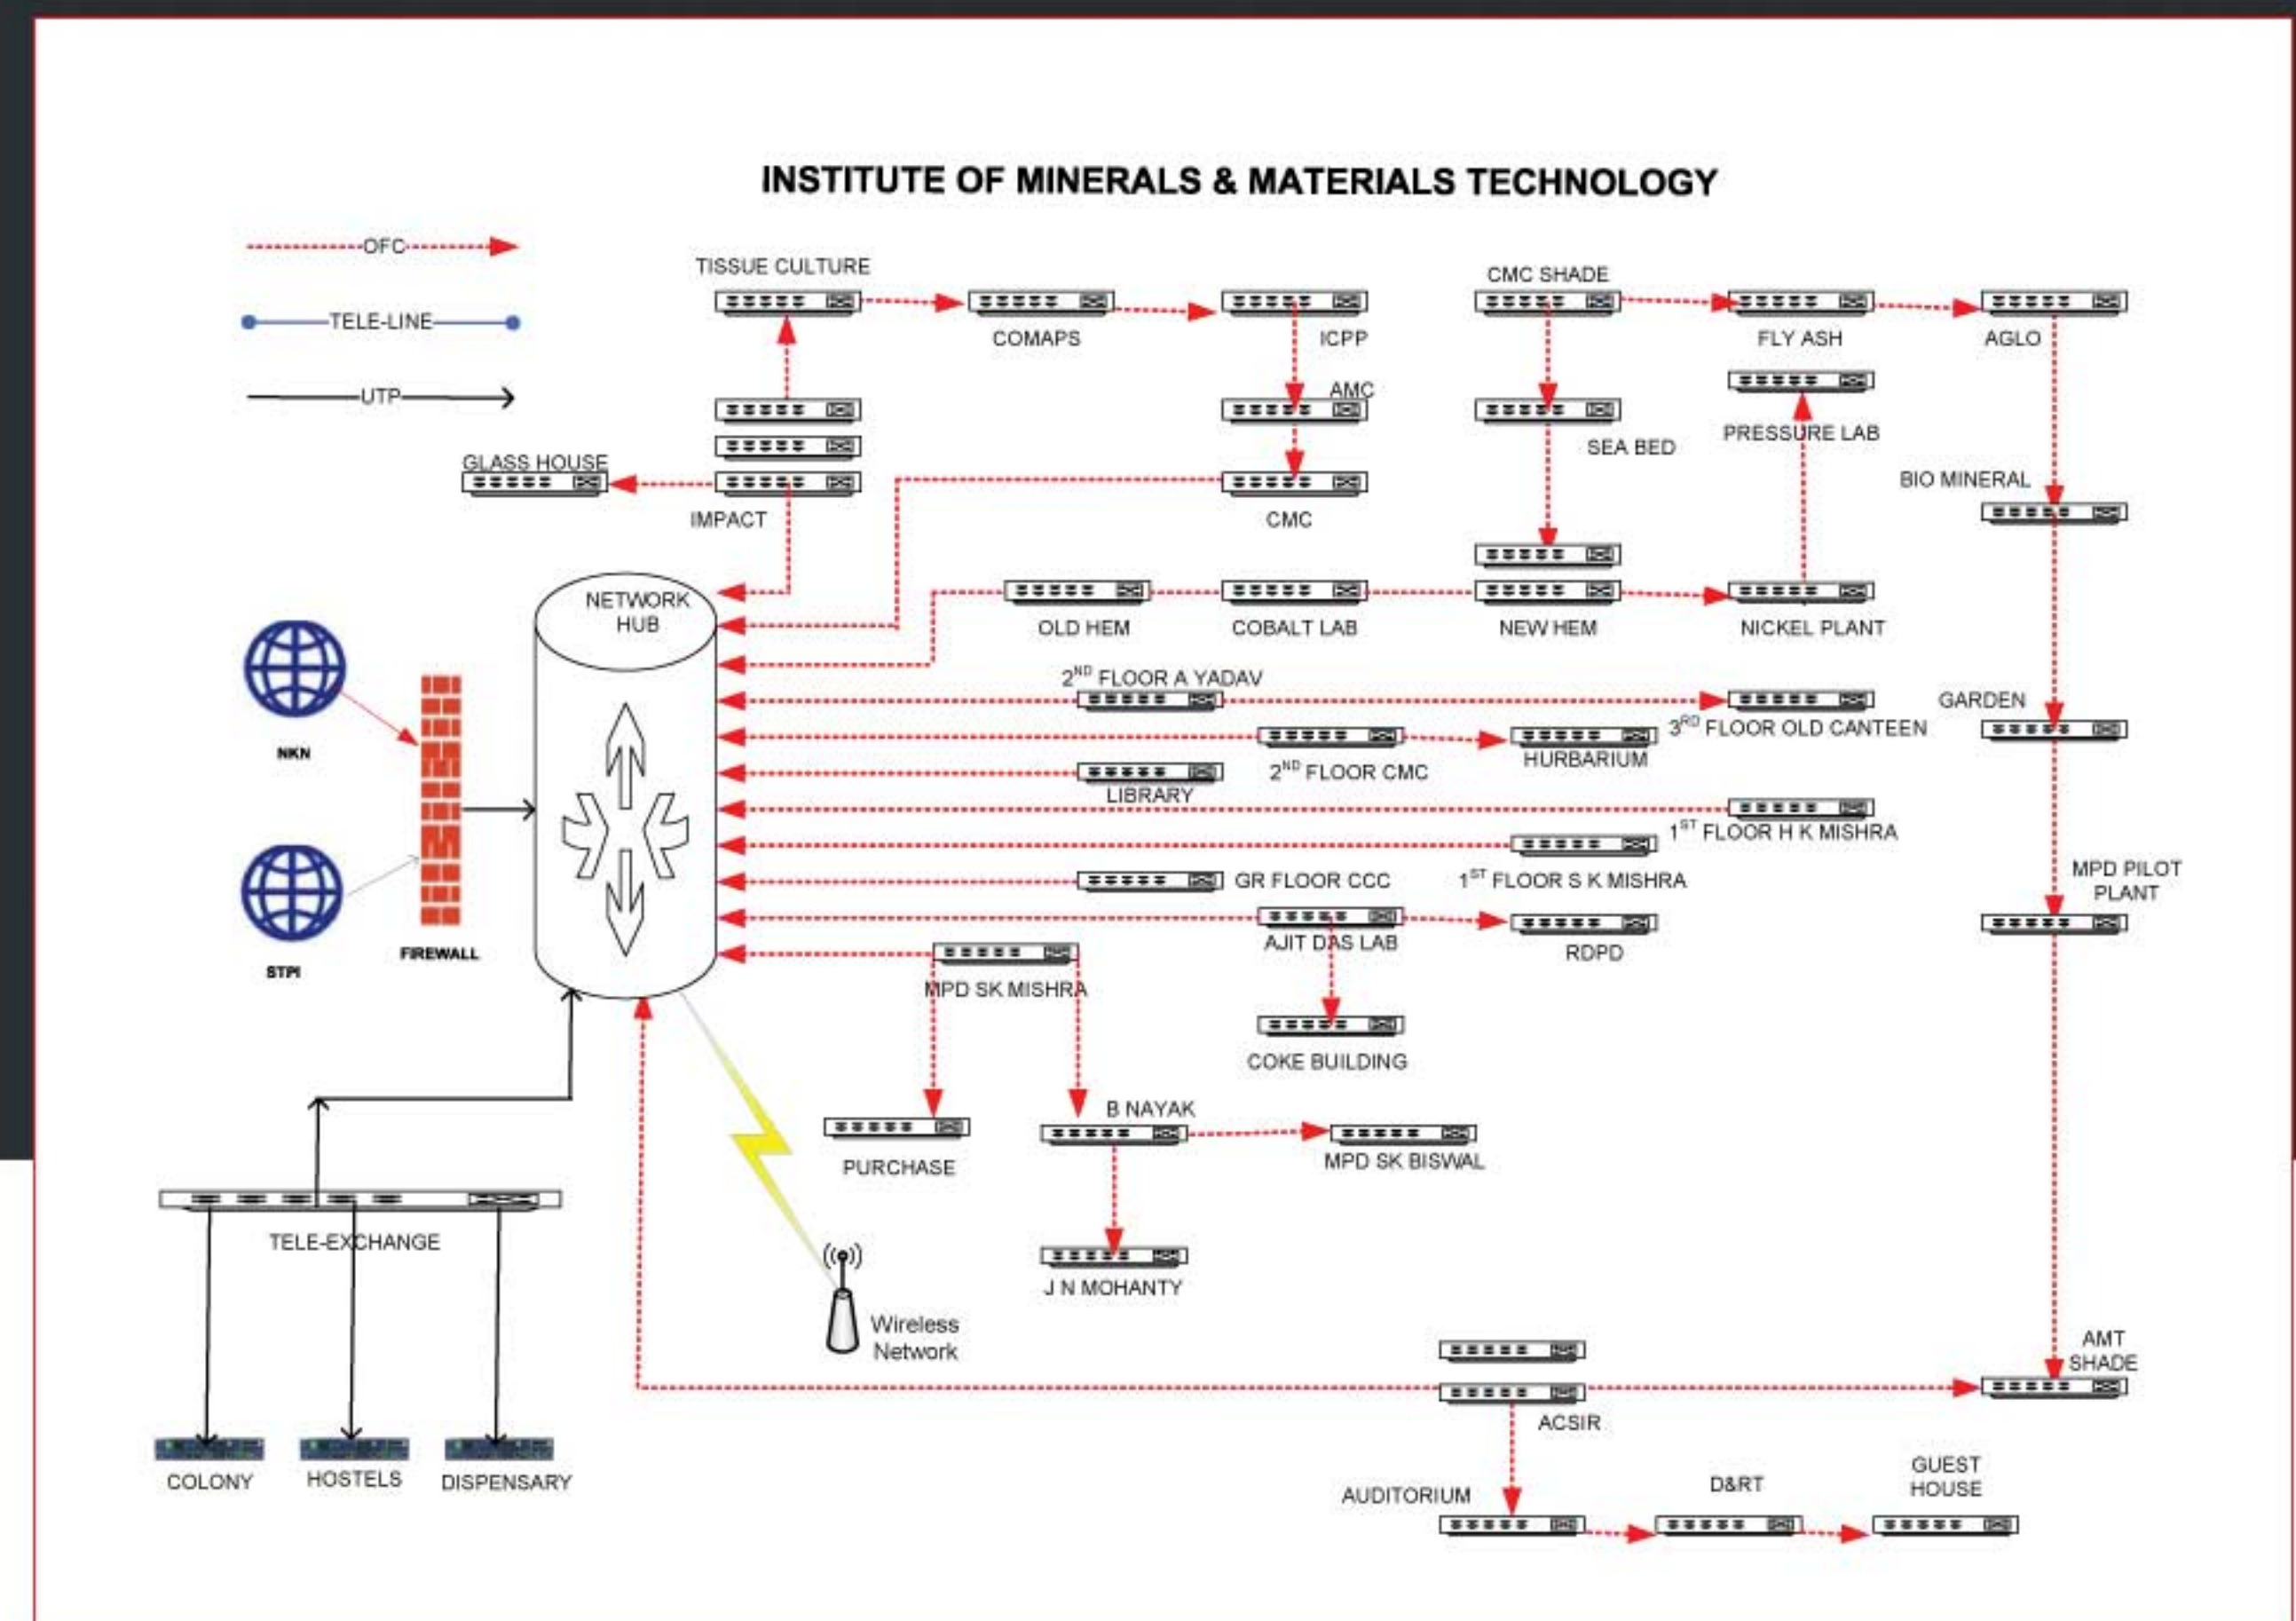 INSTITUTE OF MINERALS & MATERIALS TECHNOLOGY
OFC
TELE-LINE
UTP
TISSUE CULTURE
COMAPS
ICPP
CMC SHADE
FLY ASH
AGLO
AMC
SEA BED
PRESSURE LAB
GLASS HOUSE
BIO MINERAL
IMPACT
CMC
NETWORK
HUB
OLD HEM
COBALT LAB
NEW HEM
NICKEL PLANT
2ND FLOOR A YADAV
GARDEN
3RD FLOOR OLD CANTEEN
NKN
2ND FLOOR CMC
HURBARIUM
LIBRARY
1ST FLOOR H K MISHRA
GR FLOOR CCC
1ST FLOOR S K MISHRA
MPD PILOT
PLANT
FIREWALL
STPI
AJIT DAS LAB
RDPD
MPD SK MISHRA
COKE BUILDING
B NAYAK
PURCHASE
MPD SK BISWAL
TELE-EXCHANGE
J N MOHANTY
Wireless
Network
AMT
SHADE
ACSIR
COLONY
HOSTELS
DISPENSARY
AUDITORIUM
D&RT
GUEST
HOUSE